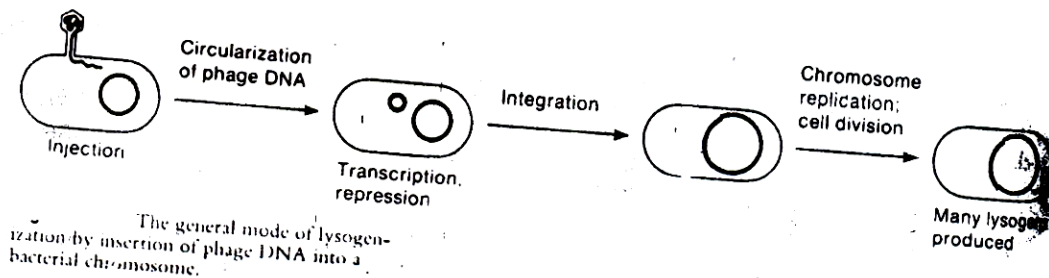 Injection
Circularization
of phage DNA
Transcription,
repression
Integration
Chromosome
replication;
cell division
Many lysogens
produced
The general mode of lysogen-
ization by insertion of phage DNA into a
bacterial chromosome.